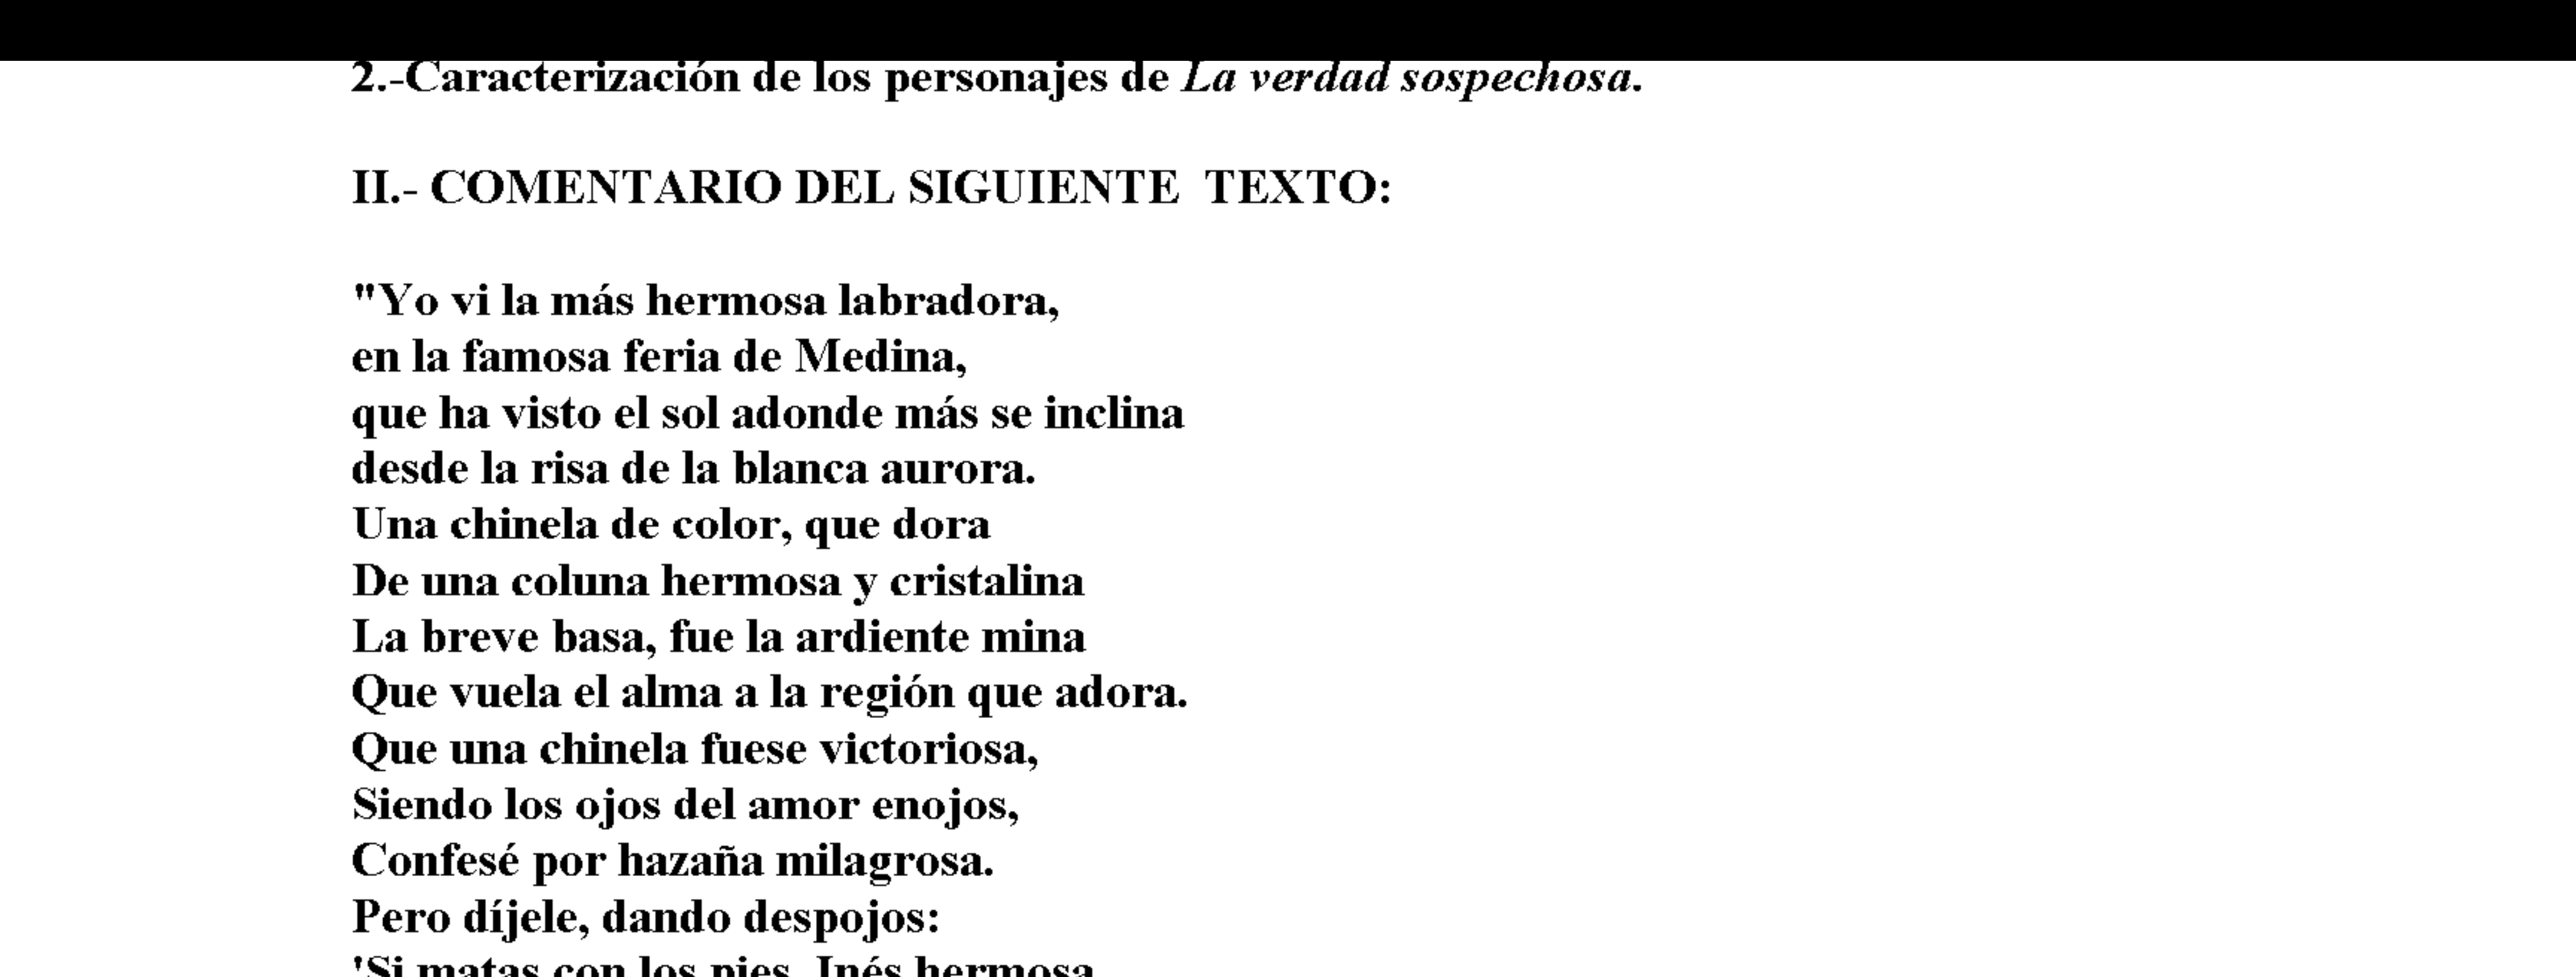 2.-Caracterización de los personajes de La verdad sospechosa.
II.- COMENTARIO DEL SIGUIENTE  TEXTO:
"Yo vi la más hermosa labradora,
en la famosa feria de Medina,
que ha visto el sol adonde más se inclina
desde la risa de la blanca aurora.
Una chinela de color, que dora
De una coluna hermosa y cristalina
La breve basa, fue la ardiente mina
Que vuela el alma a la región que adora.
Que una chinela fuese victoriosa,
Siendo los ojos del amor enojos,
Confesé por hazaña milagrosa.
Pero díjele, dando despojos:
'Si matas con los pies, Inés hermosa